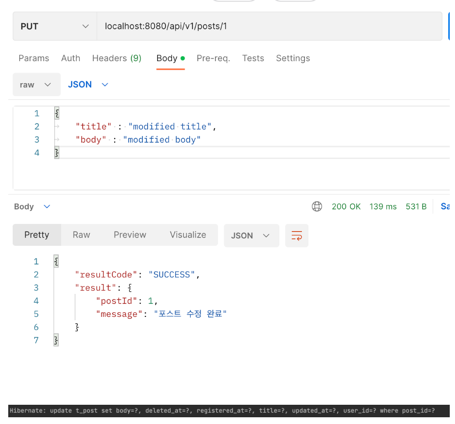 PUT localhost:8080/api/v1/posts/1
Params Auth Headers (9) Body Pre-req. Tests Settings
raw JSON
1 {
2 "title" : "modified title",
3 "body" : "modified body"
4 }
Body 200 OK 139 ms 531 B Sa
Pretty Raw Preview Visualize JSON
1 {
2 "resultCode": "SUCCESS",
3 "result": {
4 "postId": 1,
5 "message": "포스트 수정 완료"
6 }
7 }
Hibernate: update t_post set body=?, deleted_at=?, registered_at=?, title=?, updated_at=?, user_id=? where post_id=?